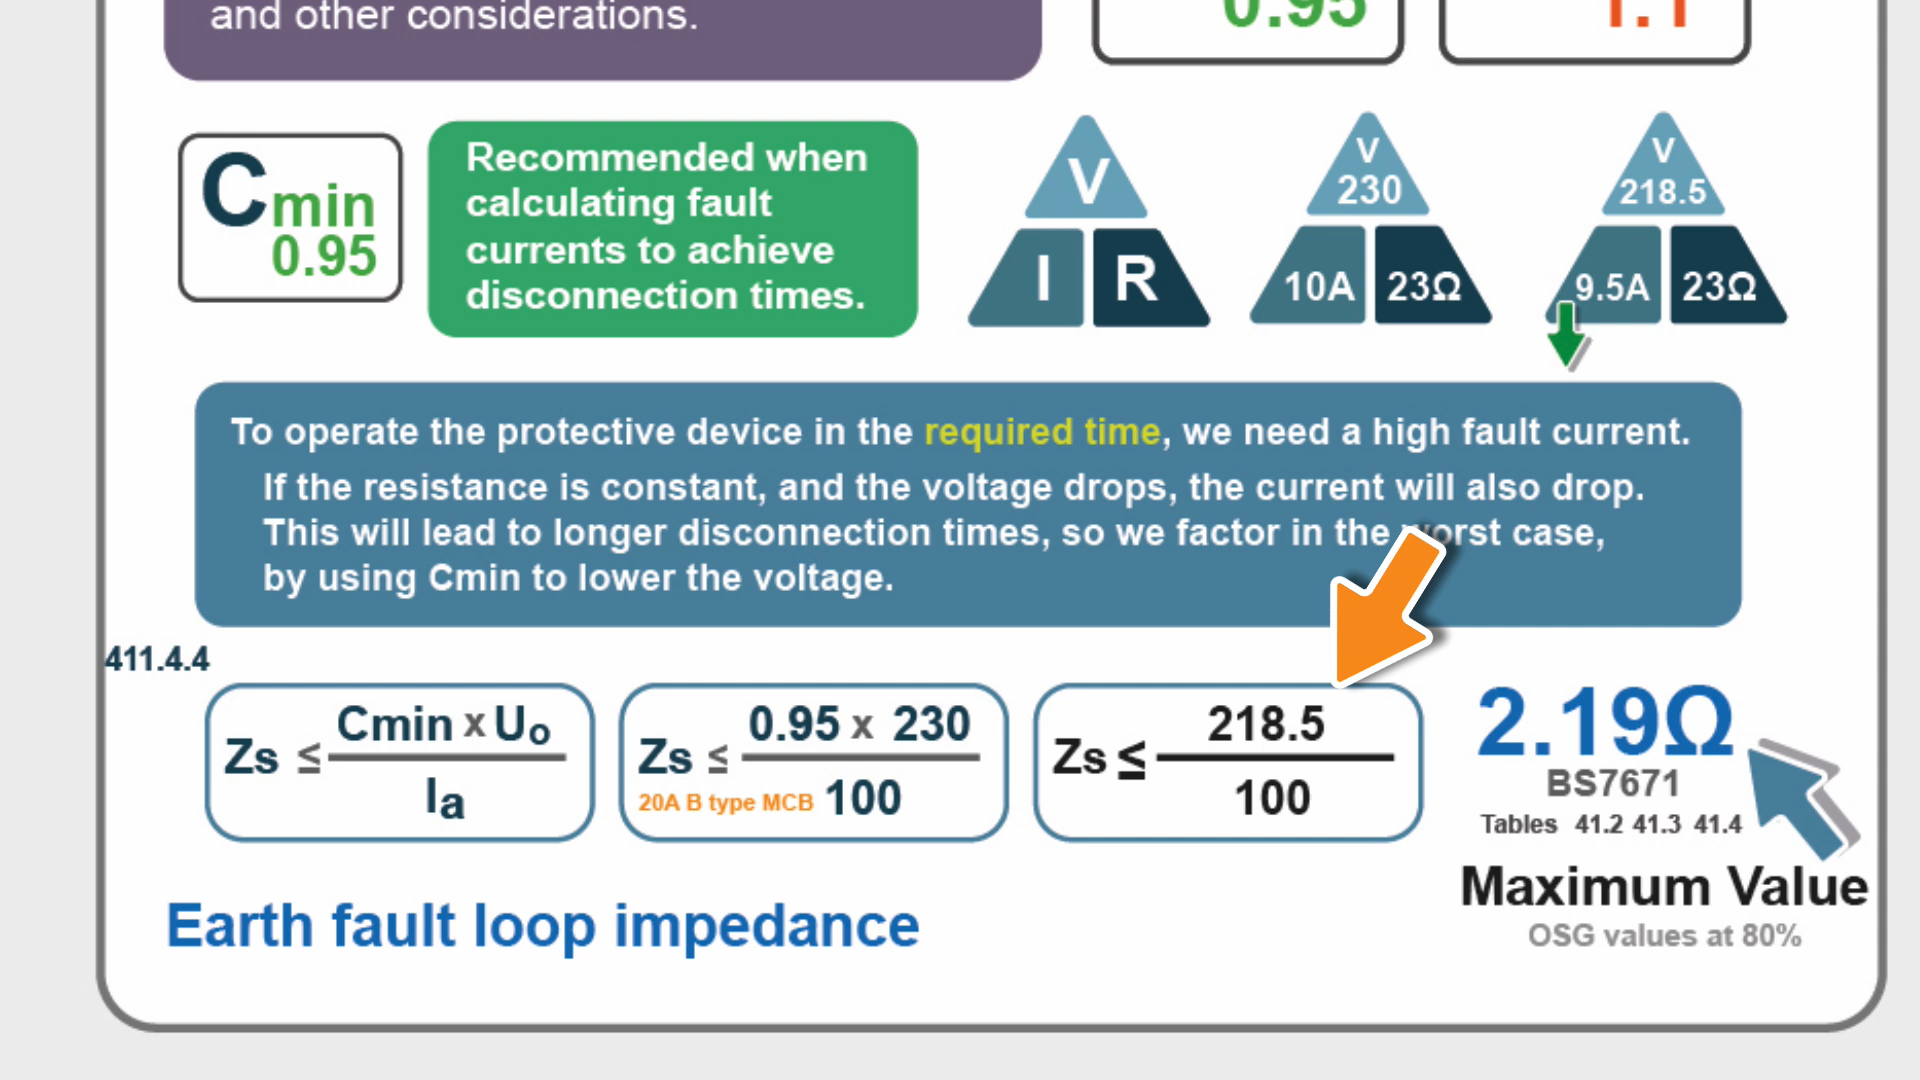 and other considerations.
0.95
1.1
Cmin
0.95
Recommended when
calculating fault
currents to achieve
disconnection times.
V
I R
V
230
10A 23Ω
V
218.5
9.5A 23Ω
To operate the protective device in the required time, we need a high fault current.
If the resistance is constant, and the voltage drops, the current will also drop.
This will lead to longer disconnection times, so we factor in the worst case,
by using Cmin to lower the voltage.
411.4.4
Cmin x Uo
Zs ≤
Ia
0.95 x 230
Zs ≤
20A B type MCB 100
218.5
Zs ≤
100
2.19Ω
BS7671
Tables 41.2 41.3 41.4
Maximum Value
OSG values at 80%
Earth fault loop impedance